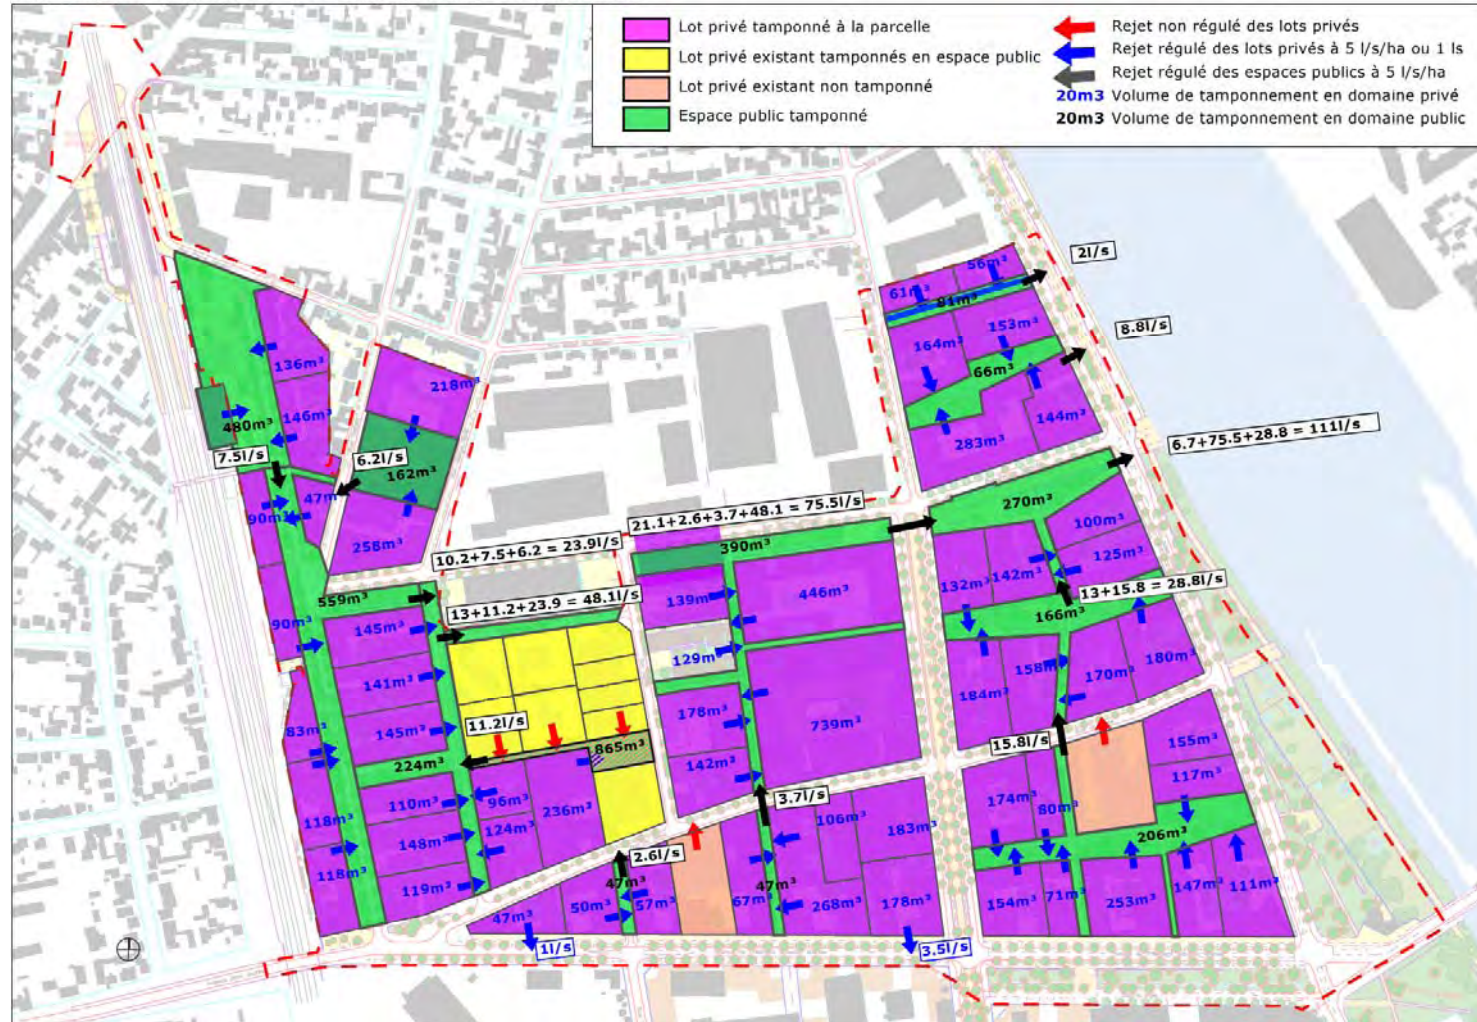 Lot privé tamponné à la parcelle
Lot privé existant tamponnés en espace public
Lot privé existant non tamponné
Espace public tamponné
Rejet non régulé des lots privés
Rejet régulé des lots privés à 5 l/s/ha ou 1 ls
Rejet régulé des espaces publics à 5 l/s/ha
20m3 Volume de tamponnement en domaine privé
20m3 Volume de tamponnement en domaine public
2l/s
56m³
61m³
81m³
8.8l/s
153m³
164m³
66m³
136m³
218m³
146m³
144m³
480m³
283m³
6.7+75.5+28.8 = 111l/s
7.5l/s
6.2l/s
162m³
47m
90m³
21.1+2.6+3.7+48.1 = 75.5l/s
270m³
100m³
258m³
10.2+7.5+6.2 = 23.9l/s
390m³
125m³
132m³
142m³
559m³
13+11.2+23.9 = 48.1l/s
139m³
446m³
13+15.8 = 28.8l/s
166m³
90m³
145m³
129m³
158m³
180m³
141m³
170m³
184m³
178m³
11.2l/s
739m³
83m³
145m³
865m³
15.8l/s
155m³
224m³
142m³
117m³
110m³
96m³
236m³
3.7l/s
174m³
80m³
118m³
124m³
106m³
183m³
206m³
148m³
2.6l/s
118m³
119m³
47m³
47m³
47m³
50m³
57m³
67m³
268m³
178m³
154m³
71m³
253m³
147m³
111m³
1l/s
3.5l/s